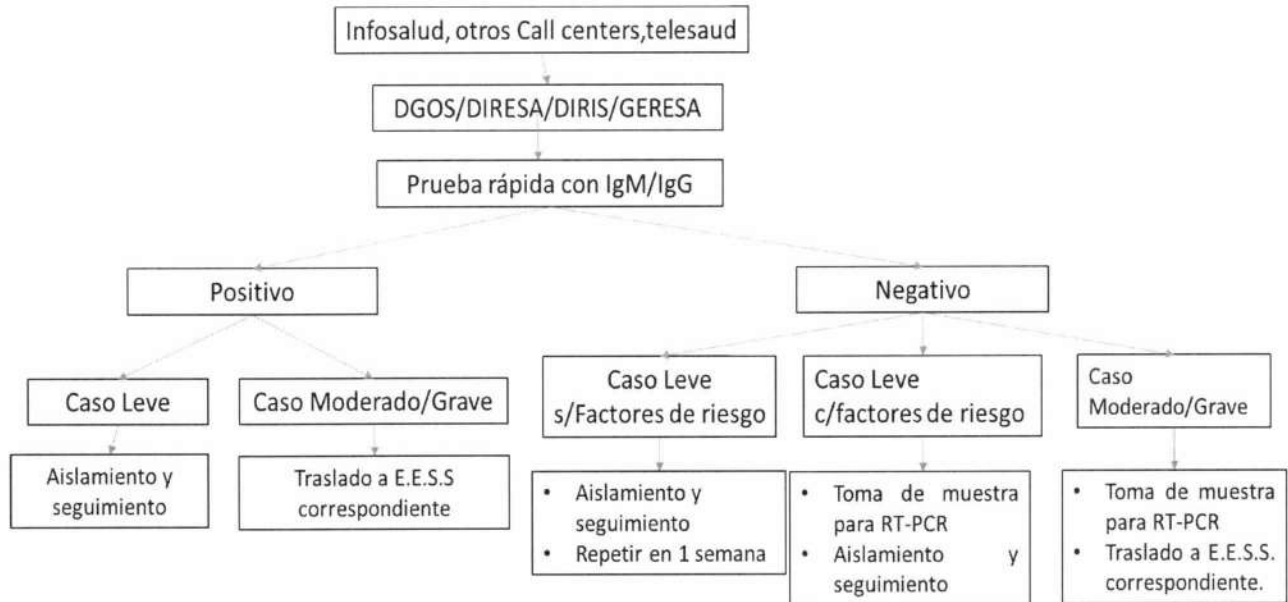 Infosalud, otros Call centers,telesaud
DGOS/DIRESA/DIRIS/GERESA
Prueba rápida con IgM/IgG
Positivo
Negativo
Caso Leve
Caso Moderado/Grave
Caso Leve
s/Factores de riesgo
Caso Leve
c/factores de riesgo
Caso
Moderado/Grave
Aislamiento y
seguimiento
Traslado a E.E.S.S
correspondiente
• Aislamiento y
seguimiento
• Repetir en 1 semana
• Toma de muestra
para RT-PCR
• Aislamiento y
seguimiento
• Toma de muestra
para RT-PCR
• Traslado a E.E.S.S.
correspondiente.